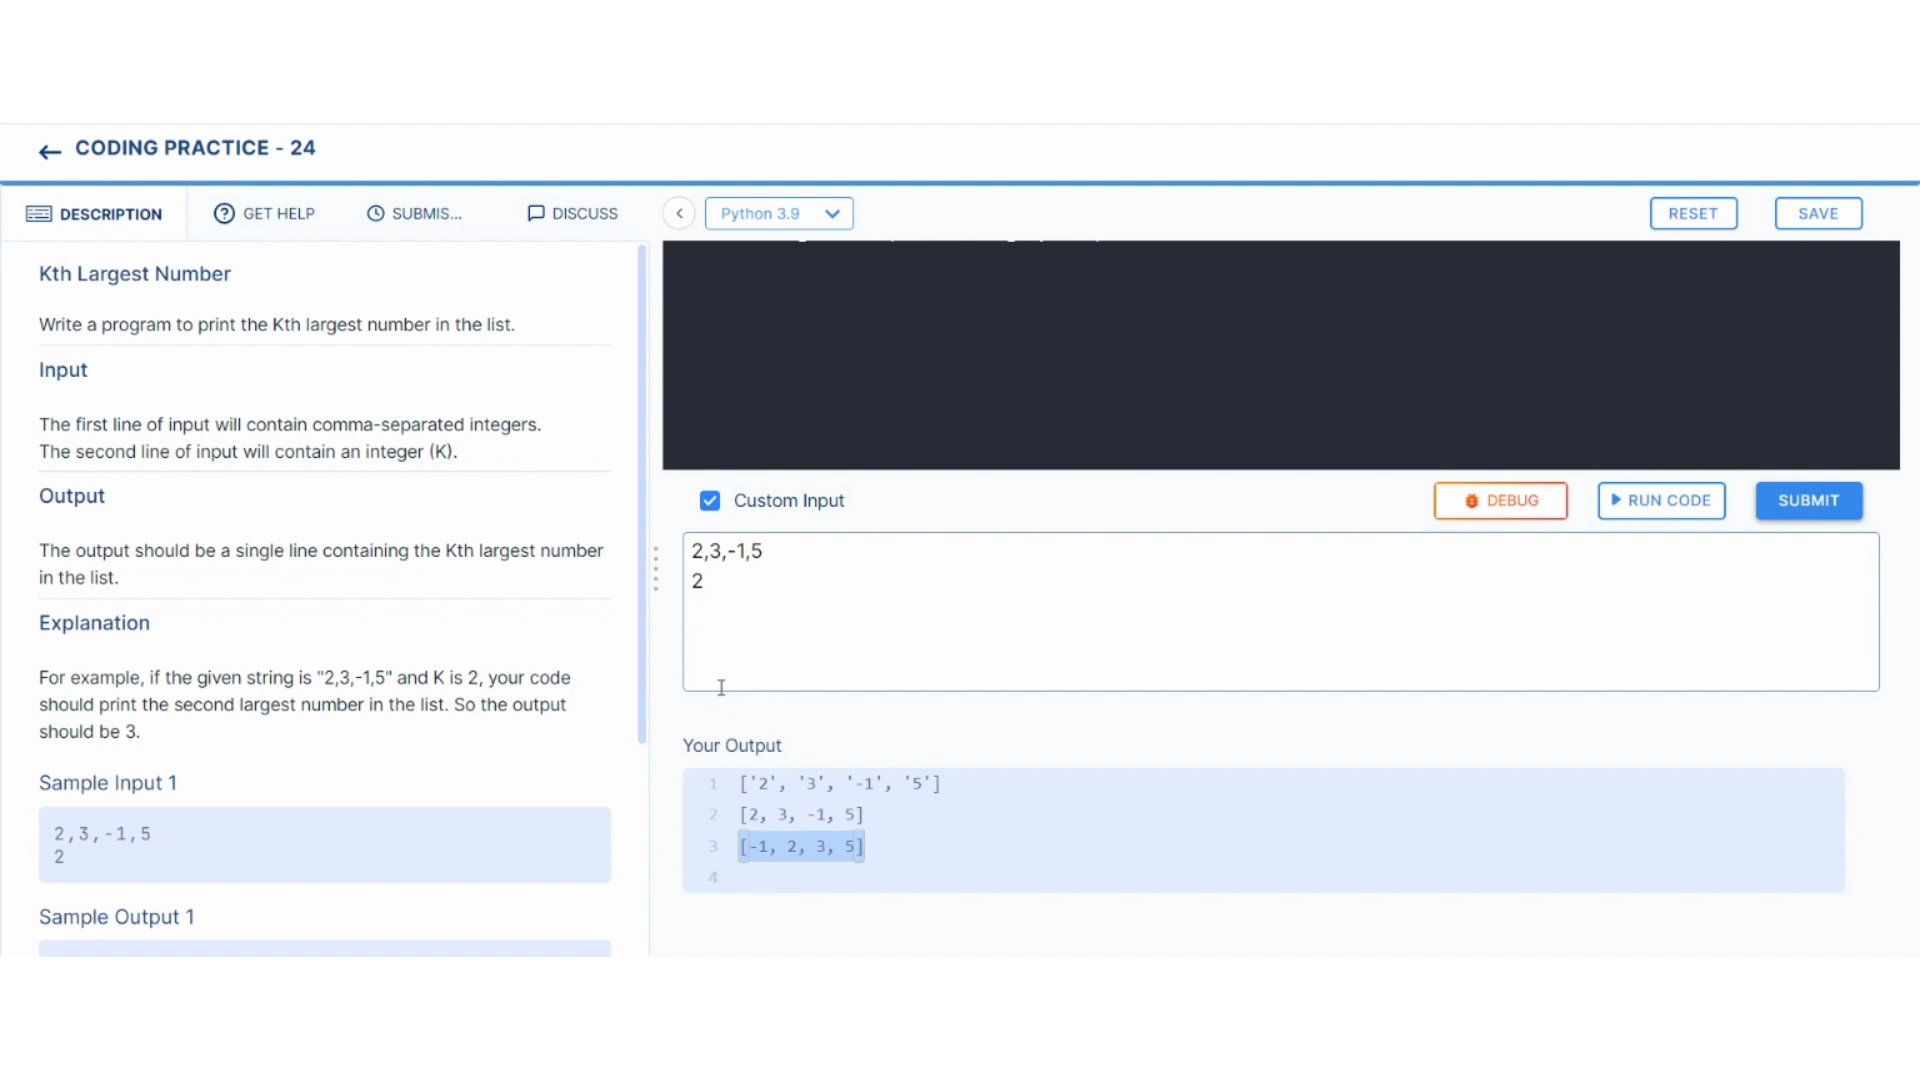 CODING PRACTICE - 24
DESCRIPTION
GET HELP
SUBMIS...
DISCUSS
Python 3.9
RESET
SAVE
Kth Largest Number
Write a program to print the Kth largest number in the list.
Input
The first line of input will contain comma-separated integers.
The second line of input will contain an integer (K).
Output
The output should be a single line containing the Kth largest number
in the list.
Explanation
For example, if the given string is "2,3,-1,5" and K is 2, your code
should print the second largest number in the list. So the output
should be 3.
Sample Input 1
2,3,-1,5
2
Sample Output 1
Custom Input
DEBUG
RUN CODE
SUBMIT
2,3,-1,5
2
Your Output
1 ['2', '3', '-1', '5']
2 [2, 3, -1, 5]
3 [-1, 2, 3, 5]
4